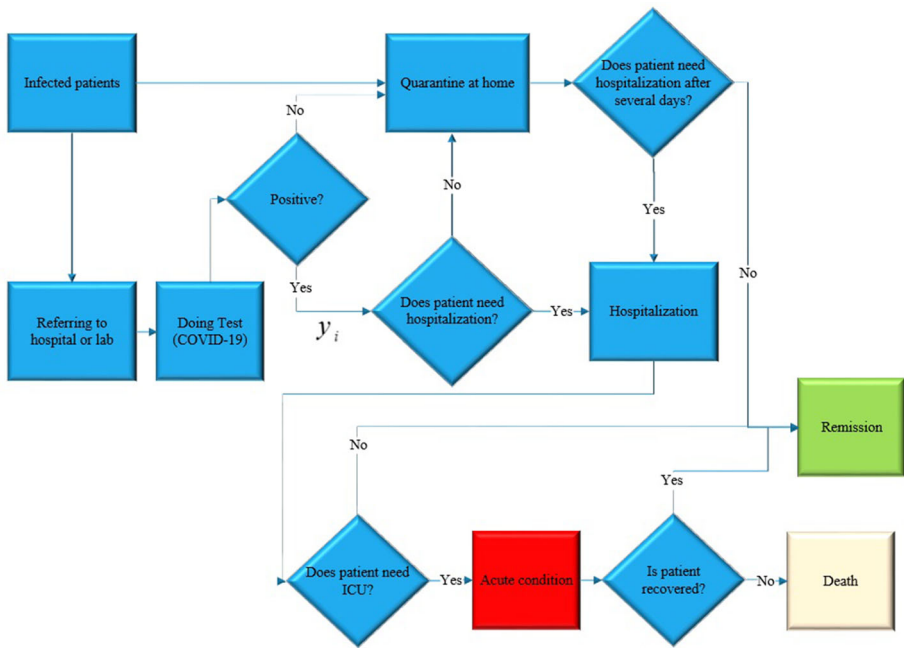 Infected patients
Quarantine at home
Does patient need
hospitalization after
several days?
No
Positive?
No
Yes
Yes
No
Referring to
hospital or lab
Doing Test
(COVID-19)
y i
Does patient need
hospitalization?
Yes
Hospitalization
No
Remission
Yes
Does patient need
ICU?
Yes
Acute condition
Is patient
recovered?
No
Death